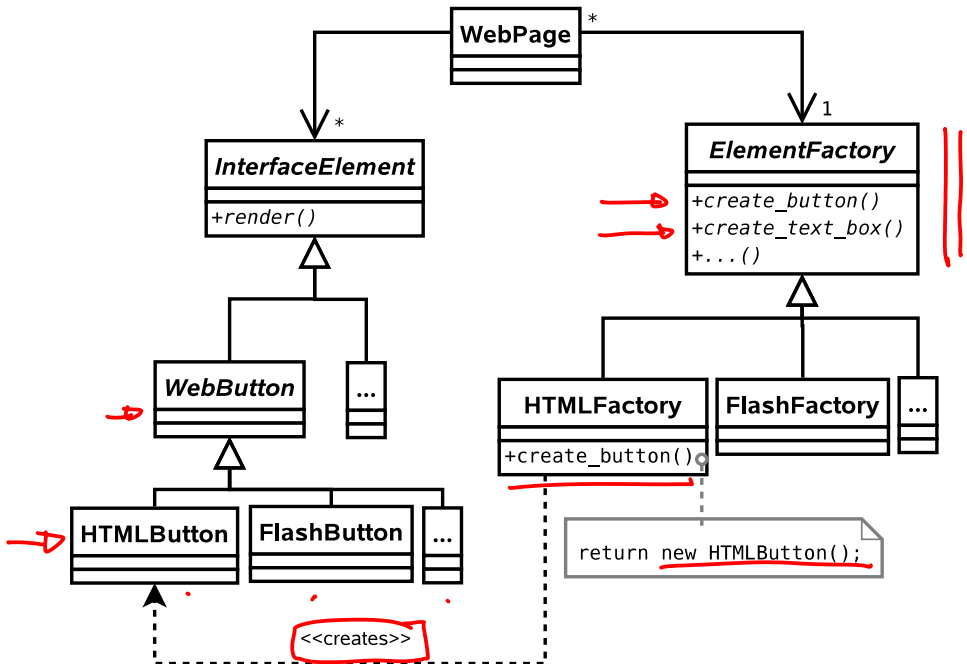 WebPage
*
*
1
InterfaceElement
+render()
ElementFactory
+create_button()
+create_text_box()
+...()
WebButton
...
HTMLFactory
+create_button()
FlashFactory
...
HTMLButton
FlashButton
...
return new HTMLButton();
<<creates>>